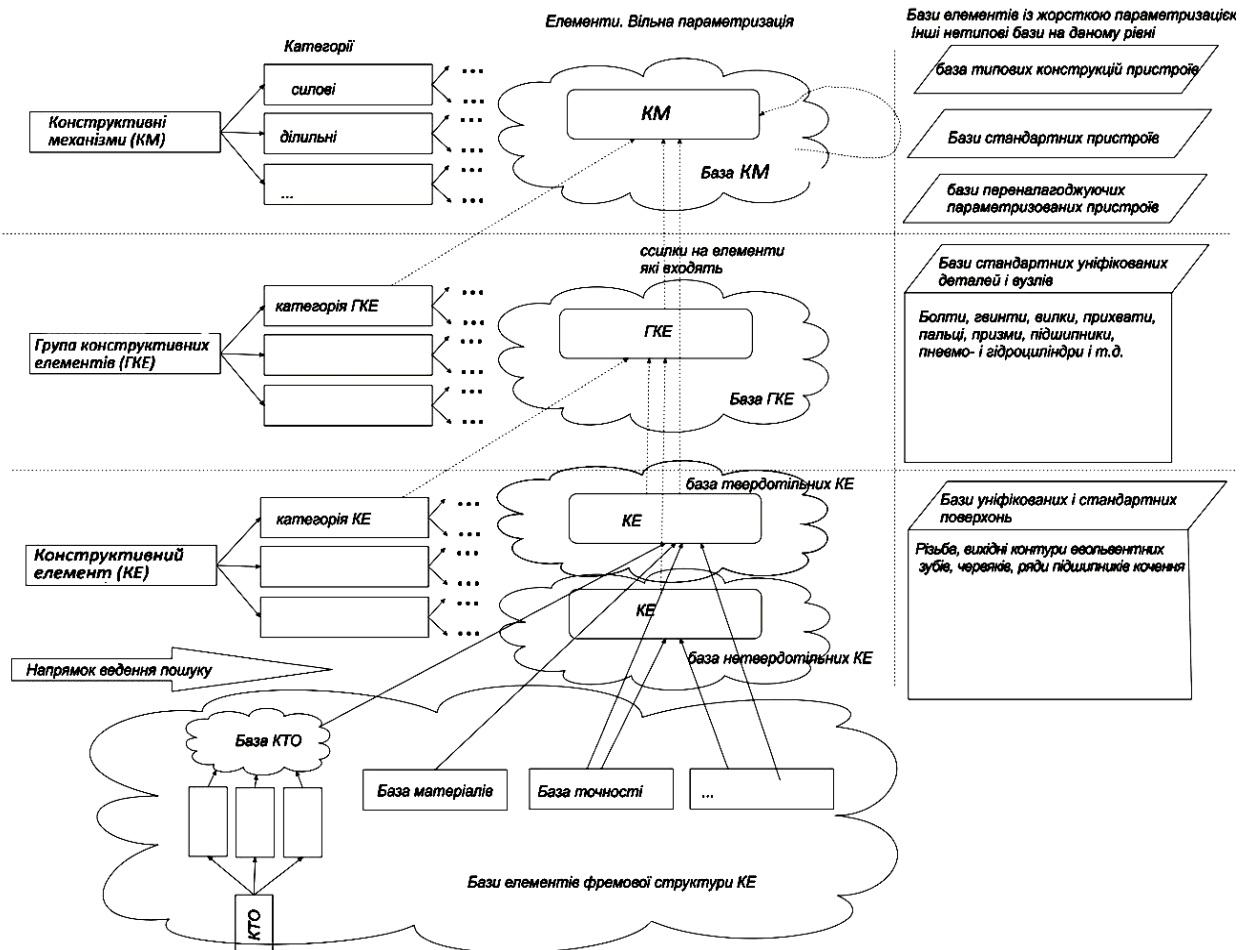 Елементи. Вільна параметризація
Бази елементів із жорсткою параметризацією
Інші нетипові бази на даному рівні
Категорії
силові
ділильні
...
Конструктивні
механізми (КМ)
КМ
База КМ
база типових конструкцій пристроїв
Бази стандартних пристроїв
бази переналагоджуючих
параметризованих пристроїв
ссилки на елементи
які входять
категорія ГКЕ
Група конструктивних
елементів (ГКЕ)
ГКЕ
База ГКЕ
Бази стандартних уніфікованих
деталей і вузлів
Болти, гвинти, вилки, прихвати,
пальці, призми, підшипники,
пневмо- і гідроциліндри і т.д.
категорія КЕ
Конструктивний
елемент (КЕ)
база твердотільних КЕ
КЕ
КЕ
база нетвердотільних КЕ
Бази уніфікованих і стандартних
поверхонь
Різьба, вихідні контури евольвентних
зубів, червяків, ряди підшипників кочення
Напрямок ведення пошуку
База КТО
База матеріалів
База точності
...
Бази елементів фремової структури КЕ
КТО